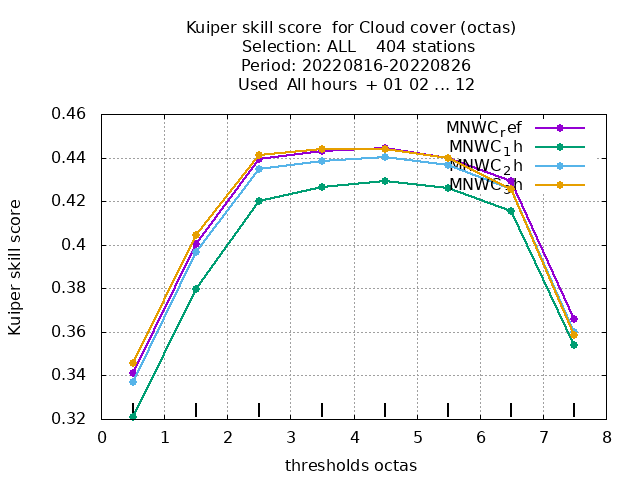 Kuiper skill score for Cloud cover (octas)
Selection: ALL 404 stations
Period: 20220816-20220826
Used All hours + 01 02 ... 12
0.46
0.44
0.42
0.4
0.38
0.36
0.34
0.32
Kuiper skill score
MNWC_ref
MNWC_1h
MNWC_2h
MNWC_3h
0 1 2 3 4 5 6 7 8
thresholds octas